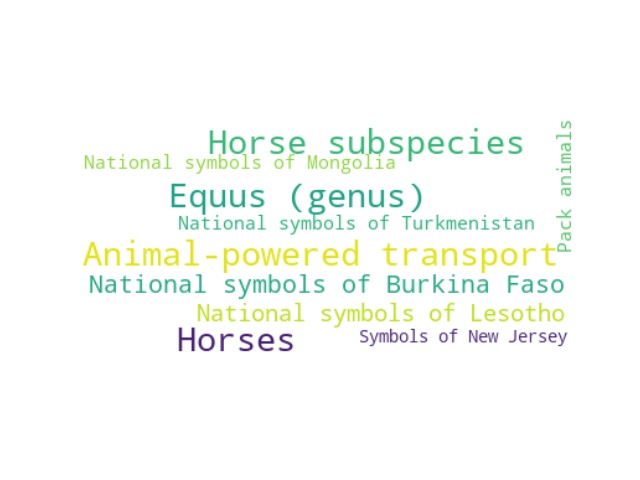 Horse subspecies
National symbols of Mongolia
Pack animals
Equus (genus)
National symbols of Turkmenistan
Animal-powered transport
National symbols of Burkina Faso
National symbols of Lesotho
Horses
Symbols of New Jersey